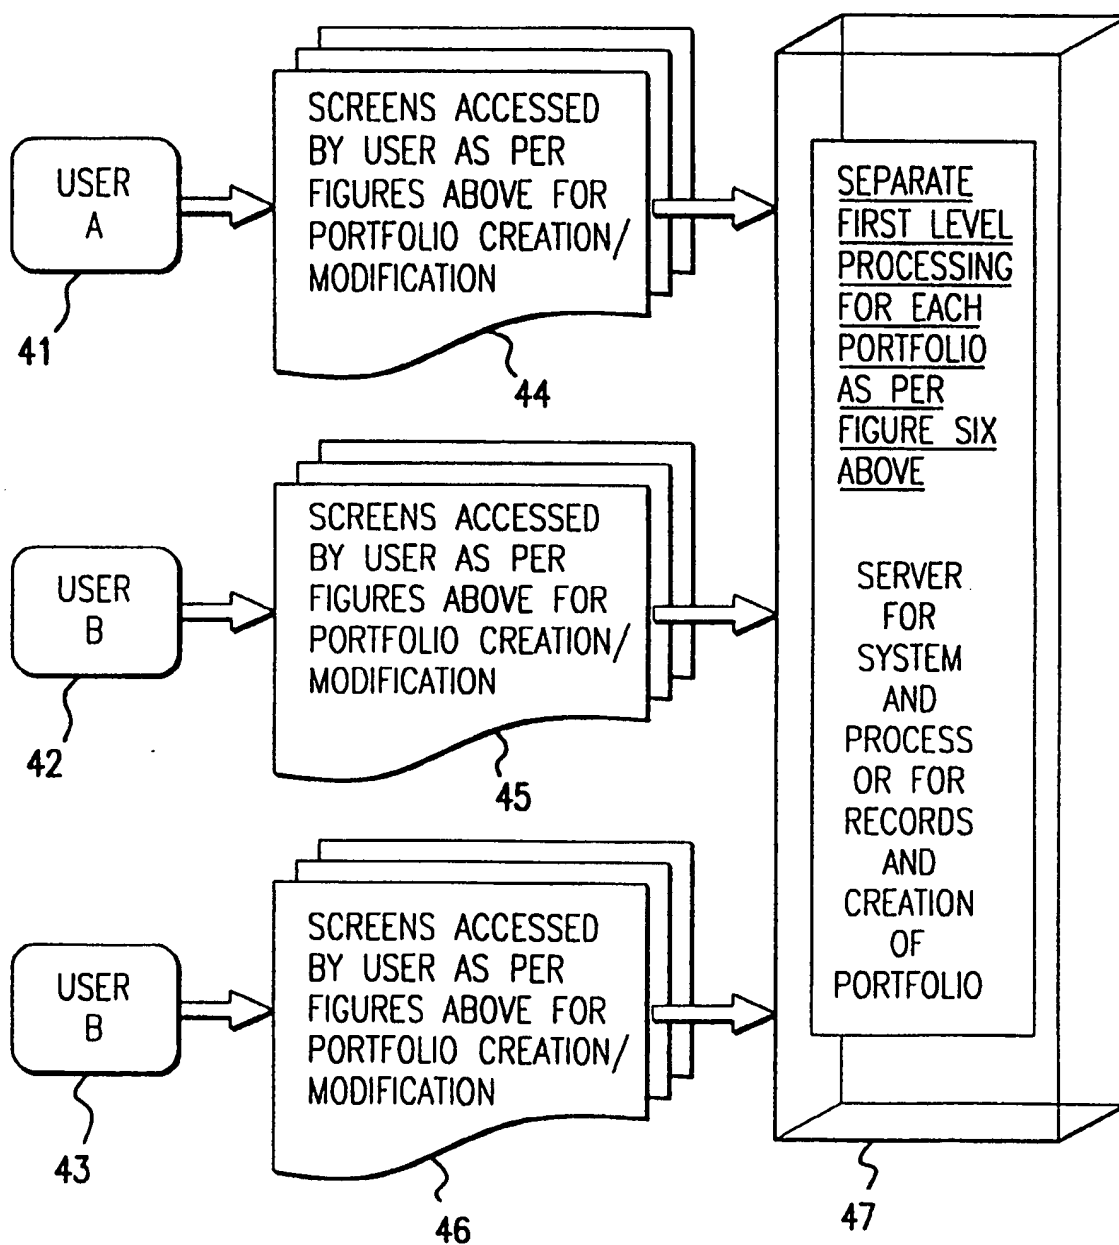 USER
A
41
SCREENS ACCESSED
BY USER AS PER
FIGURES ABOVE FOR
PORTFOLIO CREATION/
MODIFICATION
44
USER
B
42
SCREENS ACCESSED
BY USER AS PER
FIGURES ABOVE FOR
PORTFOLIO CREATION/
MODIFICATION
45
USER
B
43
SCREENS ACCESSED
BY USER AS PER
FIGURES ABOVE FOR
PORTFOLIO CREATION/
MODIFICATION
46
SEPARATE
FIRST LEVEL
PROCESSING
FOR EACH
PORTFOLIO
AS PER
FIGURE SIX
ABOVE
SERVER
FOR
SYSTEM
AND
PROCESS
OR FOR
RECORDS
AND
CREATION
OF
PORTFOLIO
47